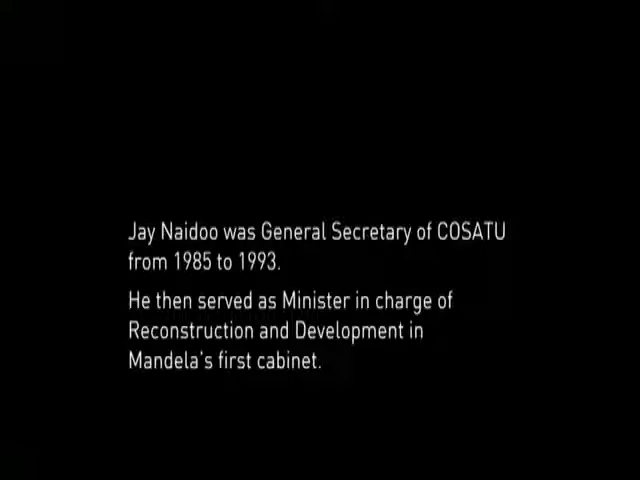 Jay Naidoo was General Secretary of COSATU
from 1985 to 1993.
He then served as Minister in charge of
Reconstruction and Development in
Mandela's first cabinet.